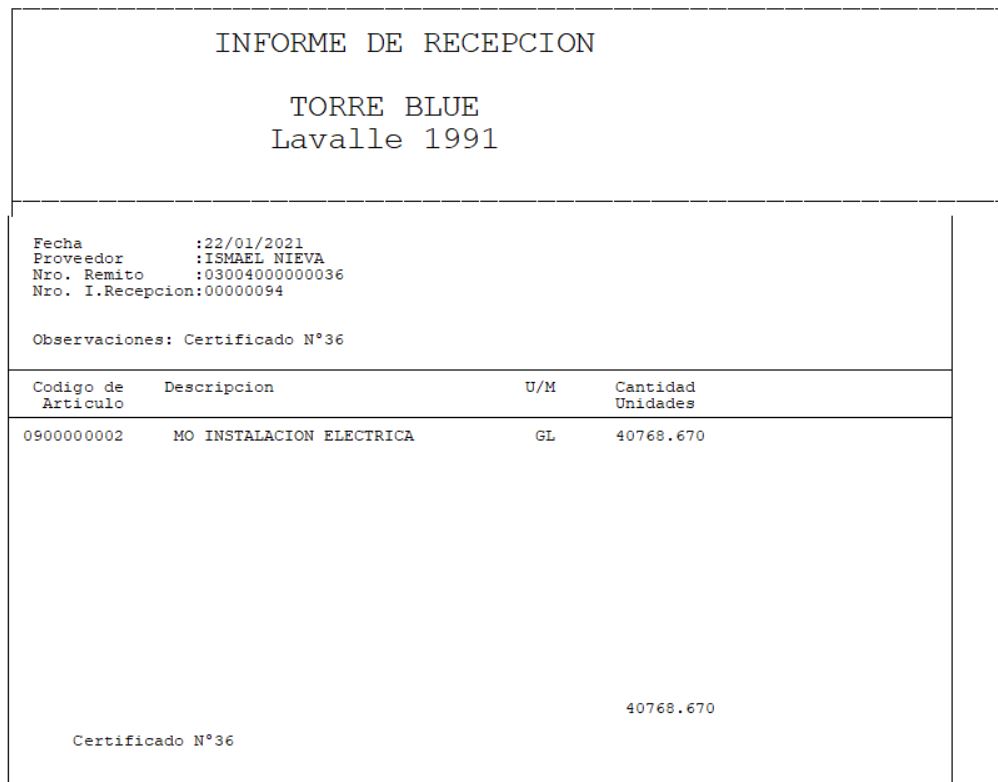 INFORME DE RECEPCION
TORRE BLUE
Lavalle 1991
Fecha :22/01/2021
Proveedor :ISMAEL NIEVA
Nro. Remito :03004000000036
Nro. I.Recepcion:00000094
Observaciones: Certificado N°36
Codigo de Descripcion U/M Cantidad
Articulo Unidades
0900000002 MO INSTALACION ELECTRICA GL 40768.670
40768.670
Certificado N°36